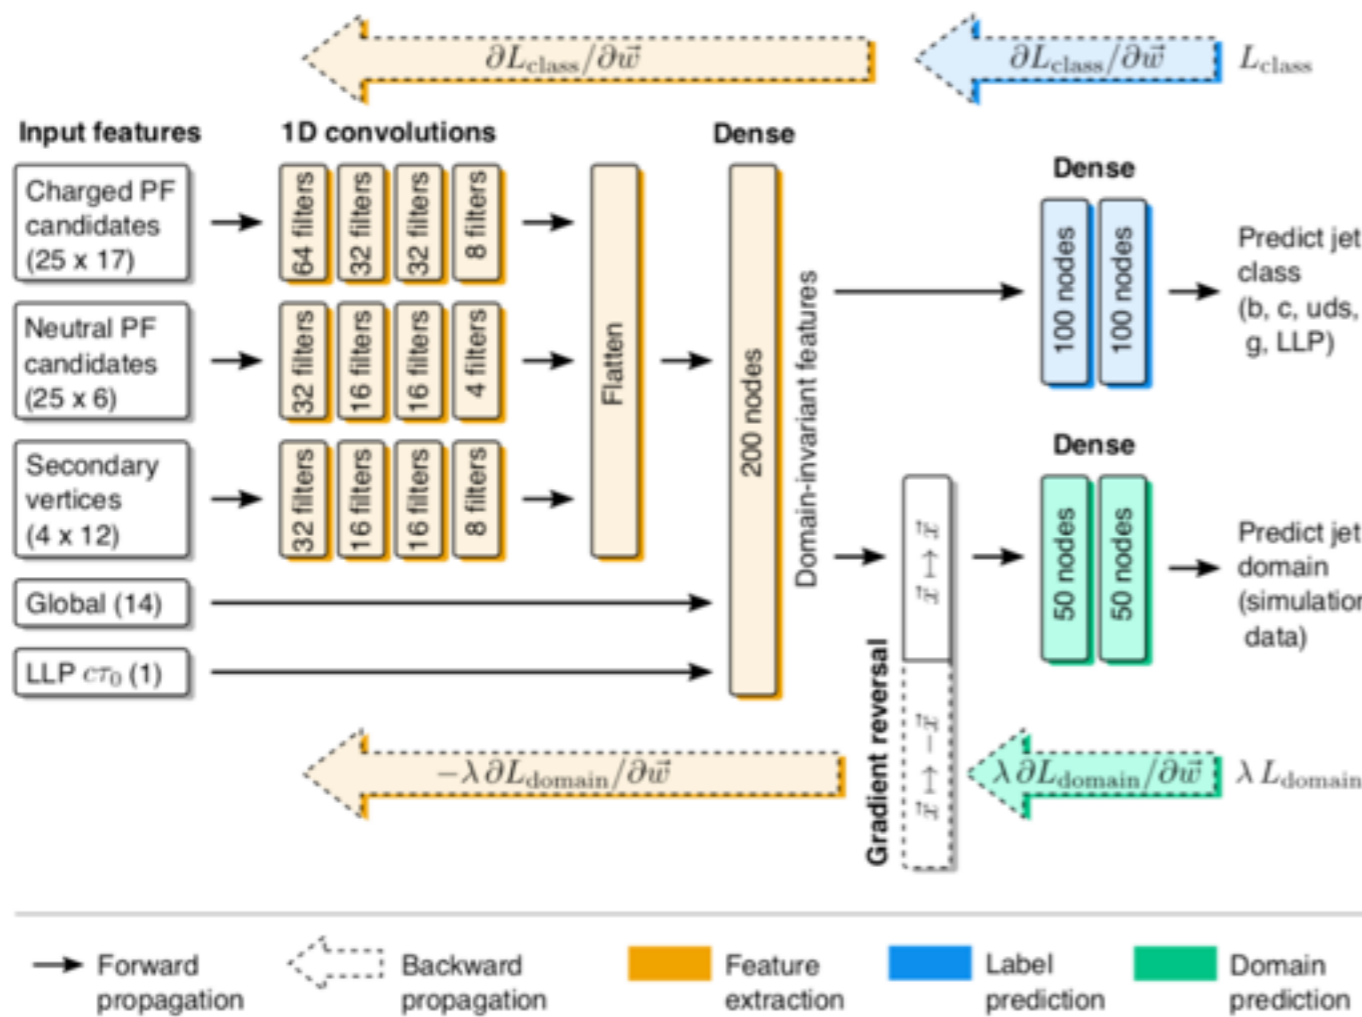 ∂L_class/∂w⃗
∂L_class/∂w⃗
L_class
Input features
1D convolutions
Dense
Charged PF
candidates
(25 x 17)
64 filters
32 filters
32 filters
8 filters
Neutral PF
candidates
(25 x 6)
32 filters
16 filters
16 filters
4 filters
Secondary
vertices
(4 x 12)
32 filters
16 filters
16 filters
8 filters
Global (14)
LLP cτ₀ (1)
Flatten
200 nodes
Domain-invariant features
Dense
100 nodes
100 nodes
Predict jet
class
(b, c, uds,
g, LLP)
x⃗ ↦ x⃗
Dense
50 nodes
50 nodes
Predict jet
domain
(simulation
data)
Gradient reversal
x⃗ ↦ −x⃗
−λ ∂L_domain/∂w⃗
λ ∂L_domain/∂w⃗
λ L_domain
Forward
propagation
Backward
propagation
Feature
extraction
Label
prediction
Domain
prediction